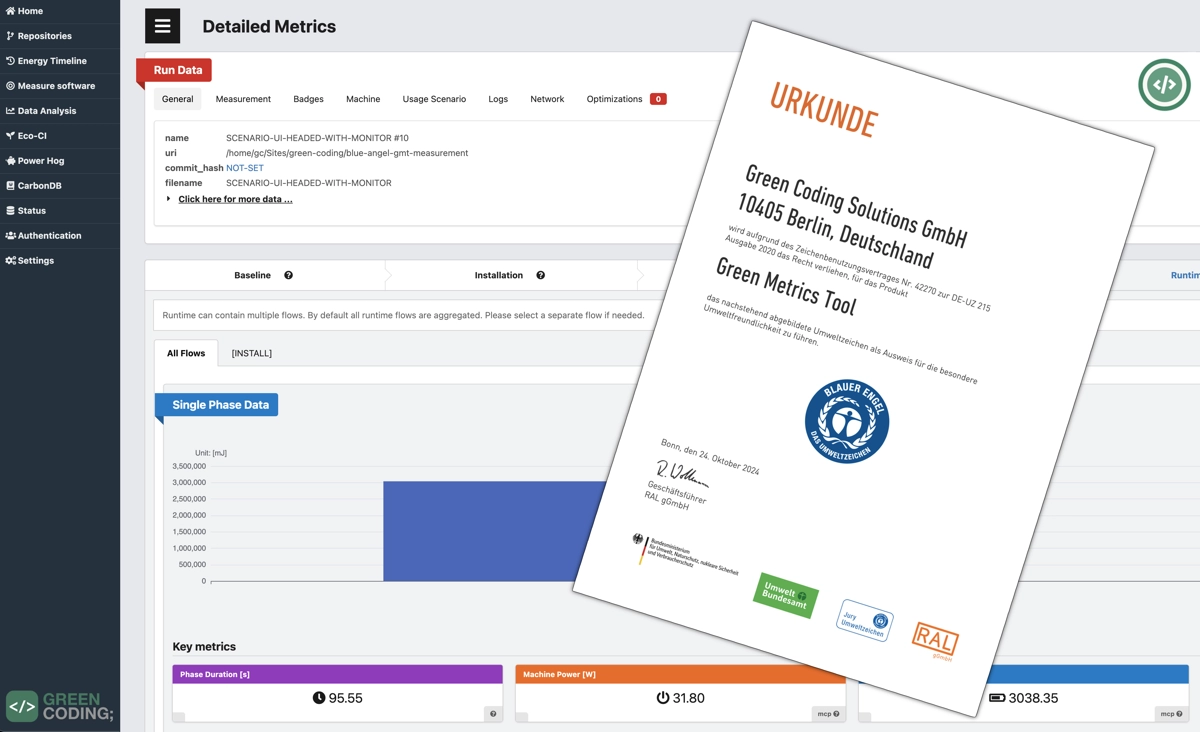 Home
Repositories
Energy Timeline
Measure software
Data Analysis
Eco-CI
Power Hog
CarbonDB
Status
Authentication
Settings
GREEN
CODING;
Detailed Metrics
Run Data
General Measurement Badges Machine Usage Scenario Logs Network Optimizations 0
name SCENARIO-UI-HEADED-WITH-MONITOR #10
uri /home/gc/Sites/green-coding/blue-angel-gmt-measurement
commit_hash NOT-SET
filename SCENARIO-UI-HEADED-WITH-MONITOR
Click here for more data ...
Baseline Installation
Runtime can contain multiple flows. By default all runtime flows are aggregated. Please select a separate flow if needed.
All Flows [INSTALL]
Single Phase Data
Unit: [mJ]
3,500,000
3,000,000
2,500,000
2,000,000
1,500,000
1,000,000
500,000
0
Key metrics
Phase Duration [s]
95.55
Machine Power [W]
31.80
mcp
3038.35
mcp
URKUNDE
Green Coding Solutions GmbH
10405 Berlin, Deutschland
wird aufgrund des Zeichenbenutzungsvertrages Nr. 42270 zur DE-UZ 215
Ausgabe 2020 das Recht verliehen, für das Produkt
Green Metrics Tool
das nachstehend abgebildete Umweltzeichen als Ausweis für die besondere
Umweltfreundlichkeit zu führen.
BLAUER ENGEL
DAS UMWELTZEICHEN
Bonn, den 24. Oktober 2024
Geschäftsführer
RAL gGmbH
Bundesministerium
für Umwelt, Naturschutz, nukleare Sicherheit
und Verbraucherschutz
Umwelt
Bundesamt
Jury
Umweltzeichen
RAL
gGmbH